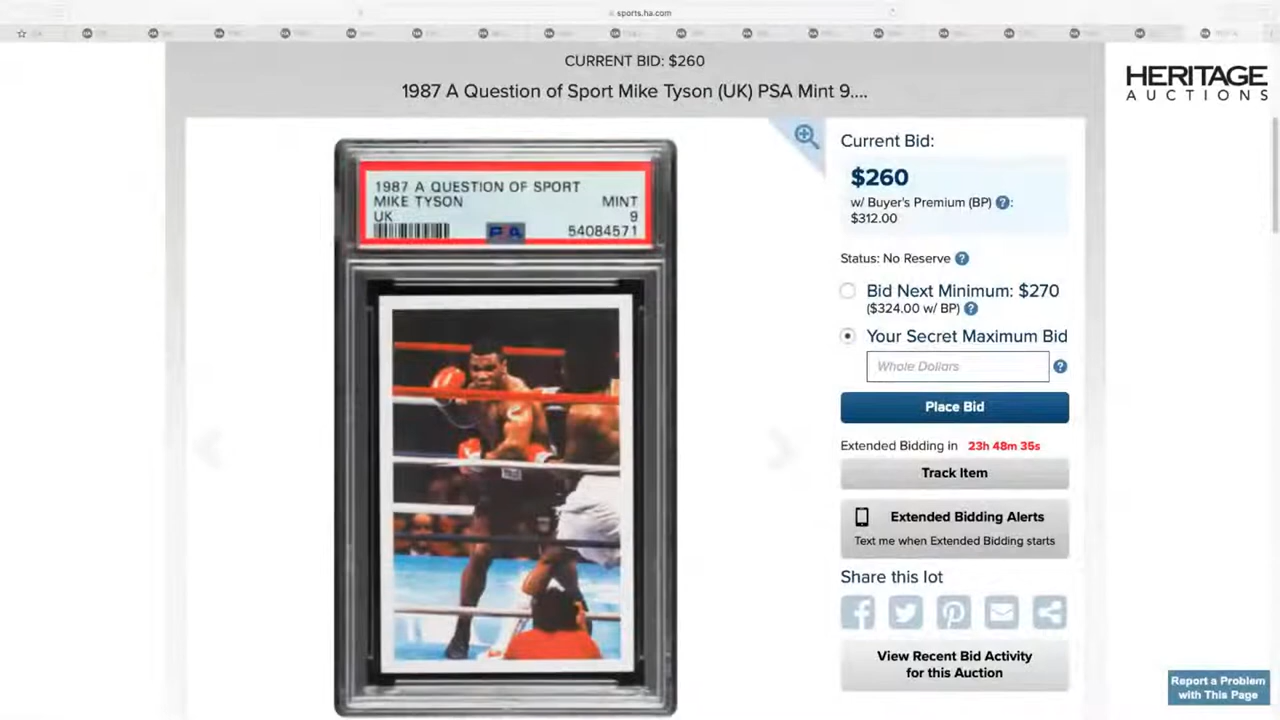 sports.ha.com
CURRENT BID: $260
1987 A Question of Sport Mike Tyson (UK) PSA Mint 9....
HERITAGE
AUCTIONS
1987 A QUESTION OF SPORT
MIKE TYSON MINT
UK 9
54084571
Current Bid:
$260
w/ Buyer's Premium (BP) ?:
$312.00
Status: No Reserve ?
Bid Next Minimum: $270
($324.00 w/ BP) ?
Your Secret Maximum Bid
Whole Dollars ?
Place Bid
Extended Bidding in 23h 48m 35s
Track Item
Extended Bidding Alerts
Text me when Extended Bidding starts
Share this lot
View Recent Bid Activity
for this Auction
Report a Problem
with This Page